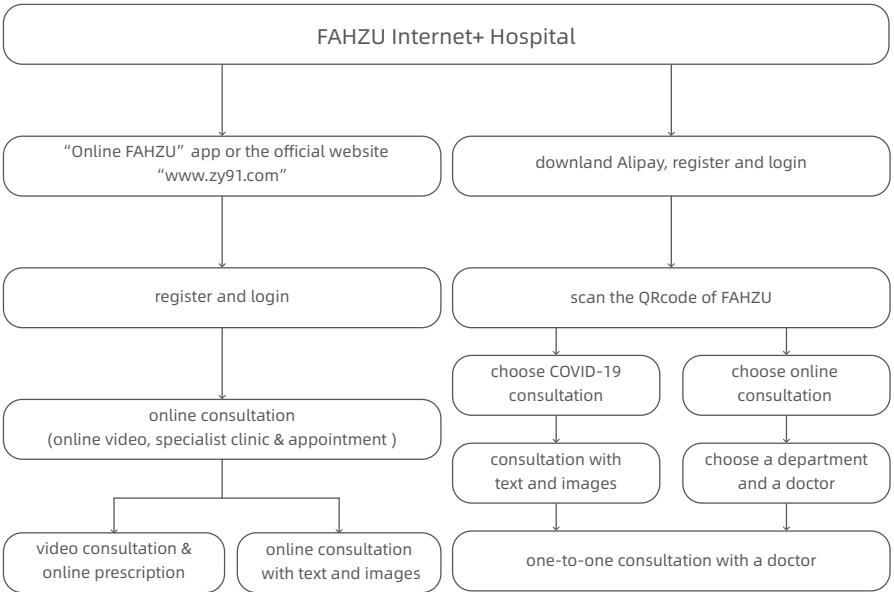 FAHZU Internet+ Hospital
“Online FAHZU” app or the official website
“www.zy91.com”
downland Alipay, register and login
register and login
scan the QRcode of FAHZU
choose COVID-19
consultation
choose online
consultation
online consultation
(online video, specialist clinic & appointment )
consultation with
text and images
choose a department
and a doctor
video consultation &
online prescription
online consultation
with text and images
one-to-one consultation with a doctor